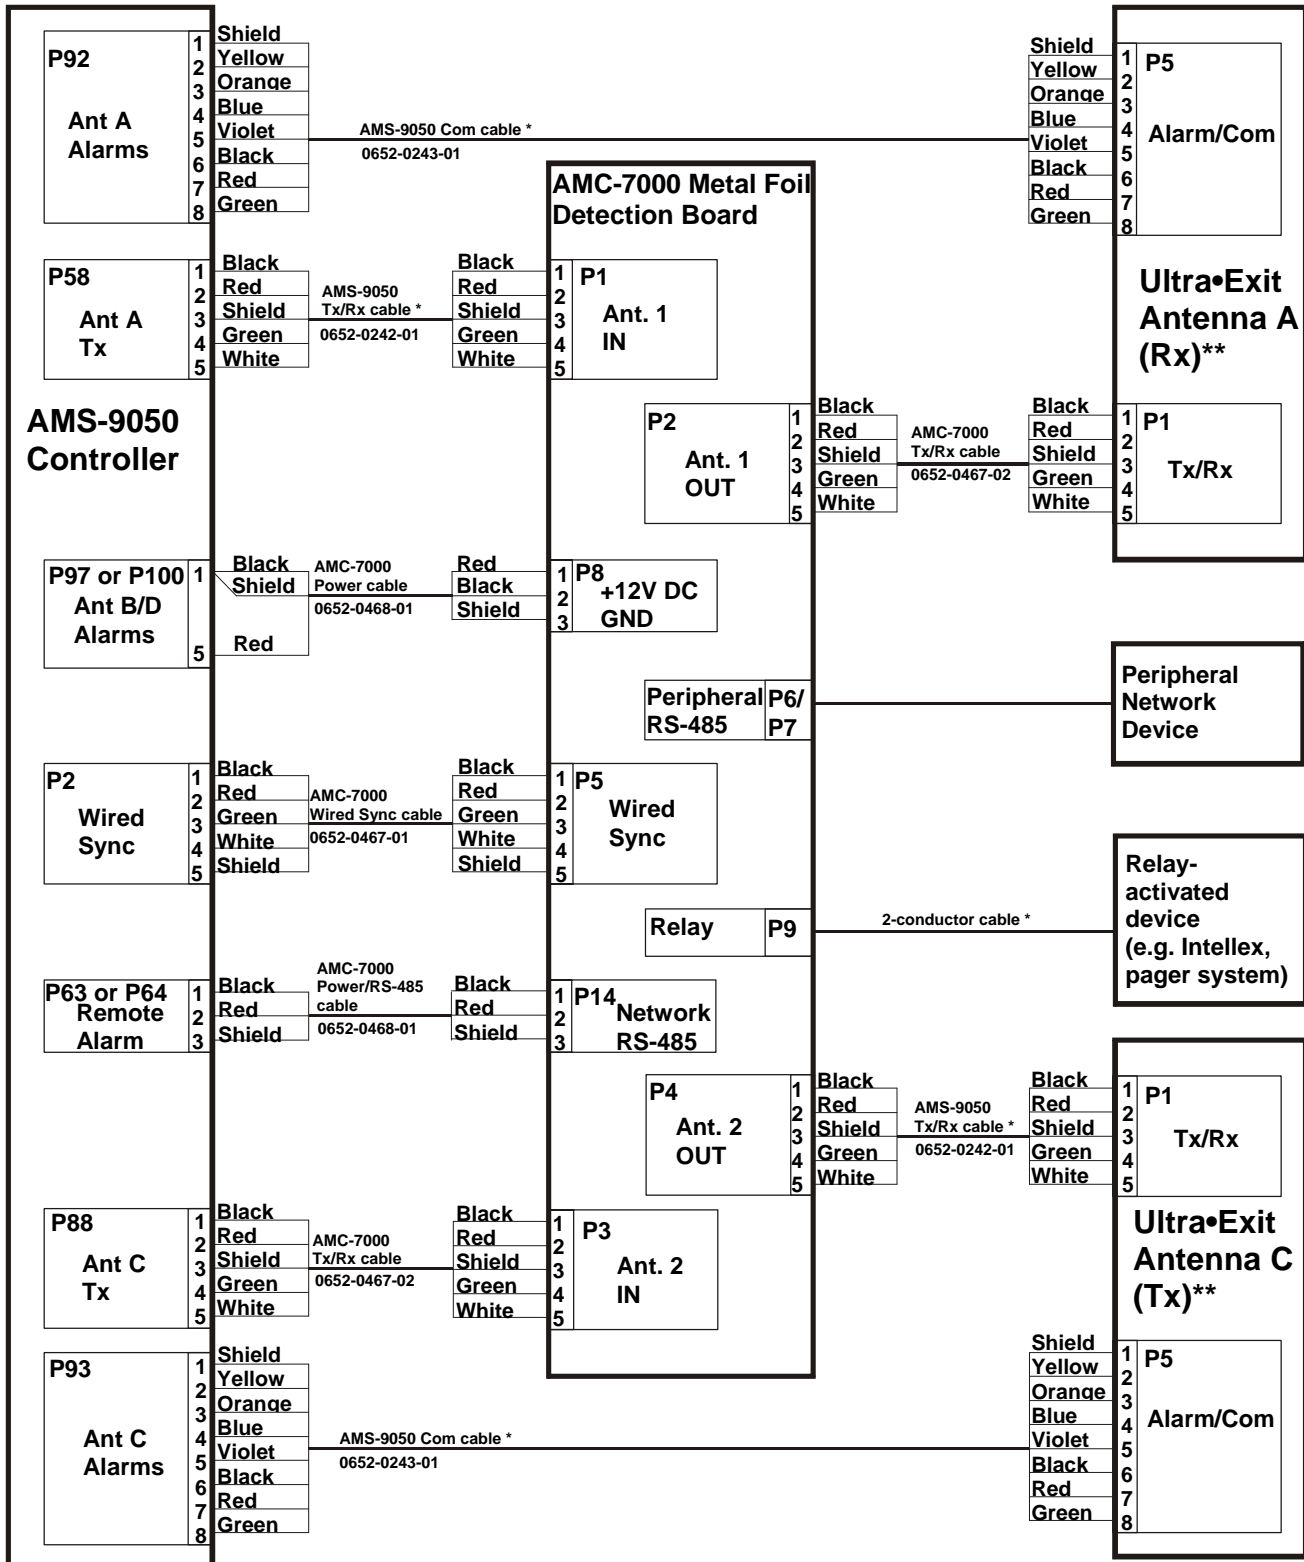 P92
Ant A
Alarms
1
2
3
4
5
6
7
8
Shield
Yellow
Orange
Blue
Violet
Black
Red
Green
AMS-9050 Com cable *
0652-0243-01
Shield
Yellow
Orange
Blue
Violet
Black
Red
Green
1
2
3
4
5
6
7
8
P5
Alarm/Com
AMC-7000 Metal Foil
Detection Board
P58
Ant A
Tx
1
2
3
4
5
Black
Red
Shield
Green
White
AMS-9050
Tx/Rx cable *
0652-0242-01
Black
Red
Shield
Green
White
1
2
3
4
5
P1
Ant. 1
IN
Ultra•Exit
Antenna A
(Rx)**
AMS-9050
Controller
P2
Ant. 1
OUT
1
2
3
4
5
Black
Red
Shield
Green
White
AMC-7000
Tx/Rx cable
0652-0467-02
Black
Red
Shield
Green
White
1
2
3
4
5
P1
Tx/Rx
P97 or P100
Ant B/D
Alarms
1
5
Black
Shield
Red
AMC-7000
Power cable
0652-0468-01
Red
Black
Shield
1
2
3
P8
+12V DC
GND
Peripheral
RS-485
P6/
P7
Peripheral
Network
Device
P2
Wired
Sync
1
2
3
4
5
Black
Red
Green
White
Shield
AMC-7000
Wired Sync cable
0652-0467-01
Black
Red
Green
White
Shield
1
2
3
4
5
P5
Wired
Sync
Relay
P9
2-conductor cable *
Relay-
activated
device
(e.g. Intellex,
pager system)
P63 or P64
Remote
Alarm
1
2
3
Black
Red
Shield
AMC-7000
Power/RS-485
cable
0652-0468-01
Black
Red
Shield
1
2
3
P14
Network
RS-485
P4
Ant. 2
OUT
1
2
3
4
5
Black
Red
Shield
Green
White
AMS-9050
Tx/Rx cable *
0652-0242-01
Black
Red
Shield
Green
White
1
2
3
4
5
P1
Tx/Rx
P88
Ant C
Tx
1
2
3
4
5
Black
Red
Shield
Green
White
AMC-7000
Tx/Rx cable
0652-0467-02
Black
Red
Shield
Green
White
1
2
3
4
5
P3
Ant. 2
IN
Ultra•Exit
Antenna C
(Tx)**
P93
Ant C
Alarms
1
2
3
4
5
6
7
8
Shield
Yellow
Orange
Blue
Violet
Black
Red
Green
AMS-9050 Com cable *
0652-0243-01
Shield
Yellow
Orange
Blue
Violet
Black
Red
Green
1
2
3
4
5
6
7
8
P5
Alarm/Com